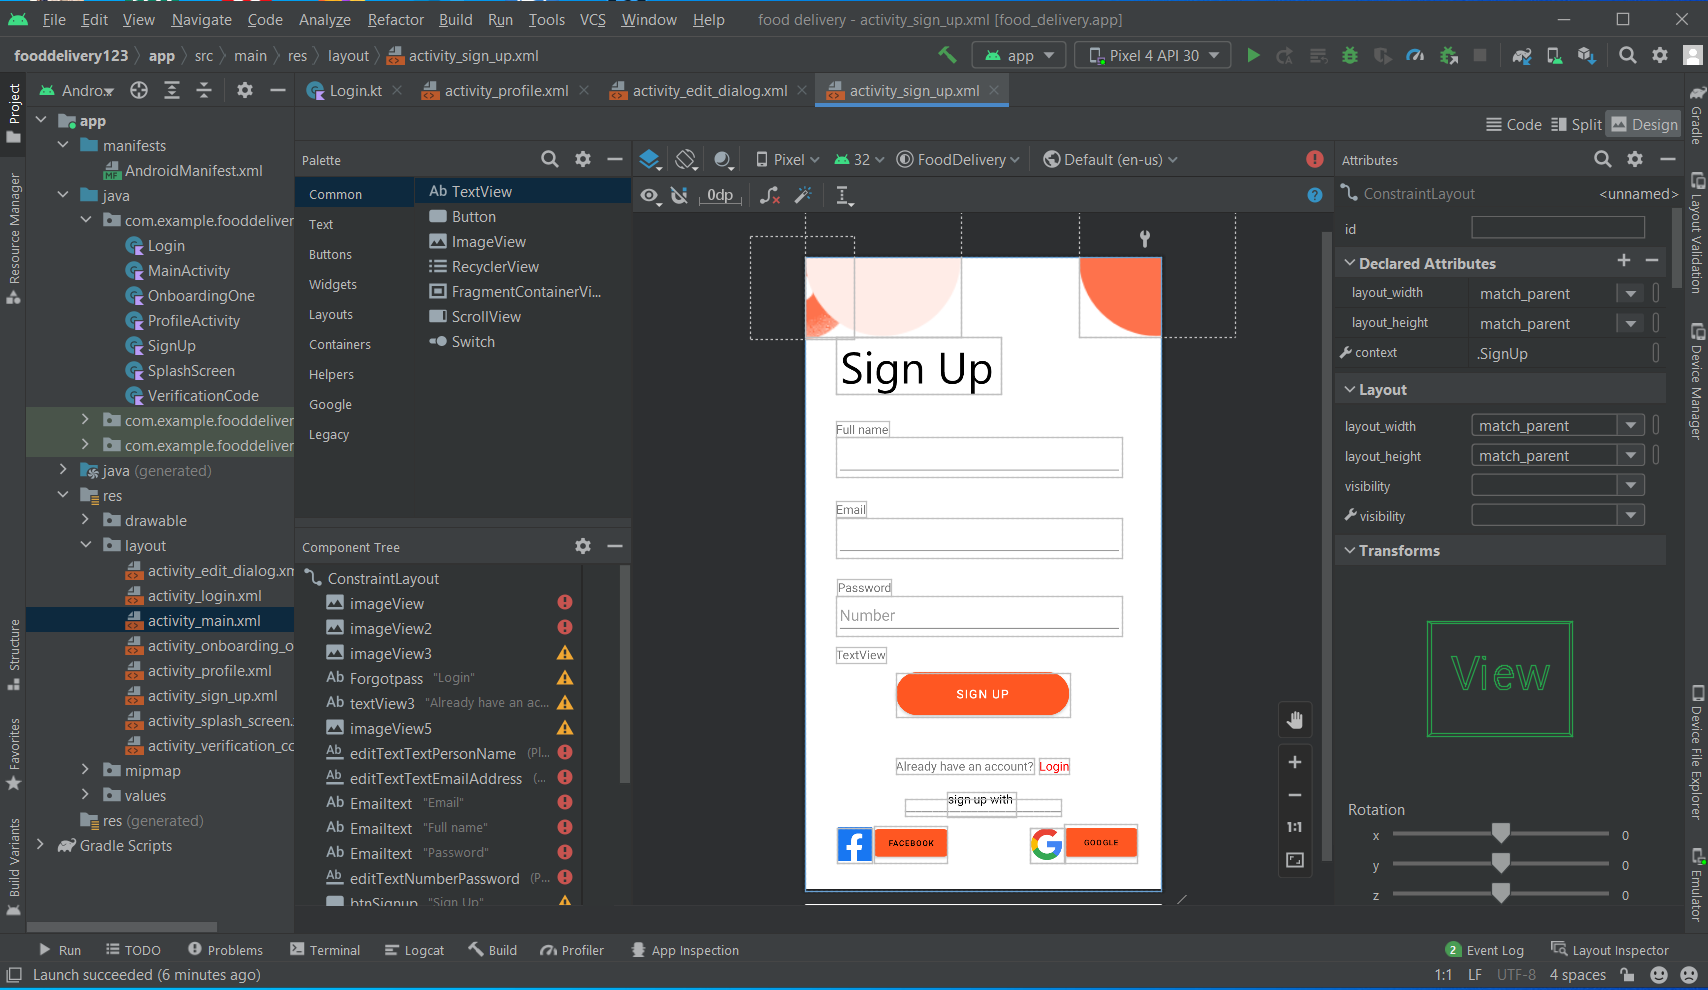 File Edit View Navigate Code Analyze Refactor Build Run Tools VCS Window Help food delivery - activity_sign_up.xml [food_delivery.app]
fooddelivery123 app src main res layout activity_sign_up.xml app Pixel 4 API 30
Andro... Login.kt activity_profile.xml activity_edit_dialog.xml activity_sign_up.xml
Code Split Design
Project
Resource Manager
Structure
Favorites
Build Variants
app
manifests
AndroidManifest.xml
java
com.example.fooddeliver
Login
MainActivity
OnboardingOne
ProfileActivity
SignUp
SplashScreen
VerificationCode
com.example.fooddeliver
com.example.fooddeliver
java (generated)
res
drawable
layout
activity_edit_dialog.xm
activity_login.xml
activity_main.xml
activity_onboarding_o
activity_profile.xml
activity_sign_up.xml
activity_splash_screen.
activity_verification_co
mipmap
values
res (generated)
Gradle Scripts
Palette
Common
Text
Buttons
Widgets
Layouts
Containers
Helpers
Google
Legacy
Ab TextView
Button
ImageView
RecyclerView
FragmentContainerVi...
ScrollView
Switch
Component Tree
ConstraintLayout
imageView
imageView2
imageView3
Ab Forgotpass "Login"
Ab textView3 "Already have an ac...
imageView5
Ab editTextTextPersonName (Pl...
Ab editTextTextEmailAddress (...
Ab Emailtext "Email"
Ab Emailtext "Full name"
Ab Emailtext "Password"
Ab editTextNumberPassword (P...
btnSignup "Sign Up"
Pixel 32 FoodDelivery Default (en-us)
0dp
Sign Up
Full name
Email
Password
Number
TextView
SIGN UP
Already have an account? Login
sign up with
FACEBOOK GOOGLE
1:1
Attributes
ConstraintLayout <unnamed>
id
Declared Attributes
layout_width match_parent
layout_height match_parent
context .SignUp
Layout
layout_width match_parent
layout_height match_parent
visibility
visibility
Transforms
View
Rotation
x 0
y 0
z 0
Gradle
Layout Validation
Device Manager
Device File Explorer
Emulator
Run TODO Problems Terminal Logcat Build Profiler App Inspection 2 Event Log Layout Inspector
Launch succeeded (6 minutes ago) 1:1 LF UTF-8 4 spaces